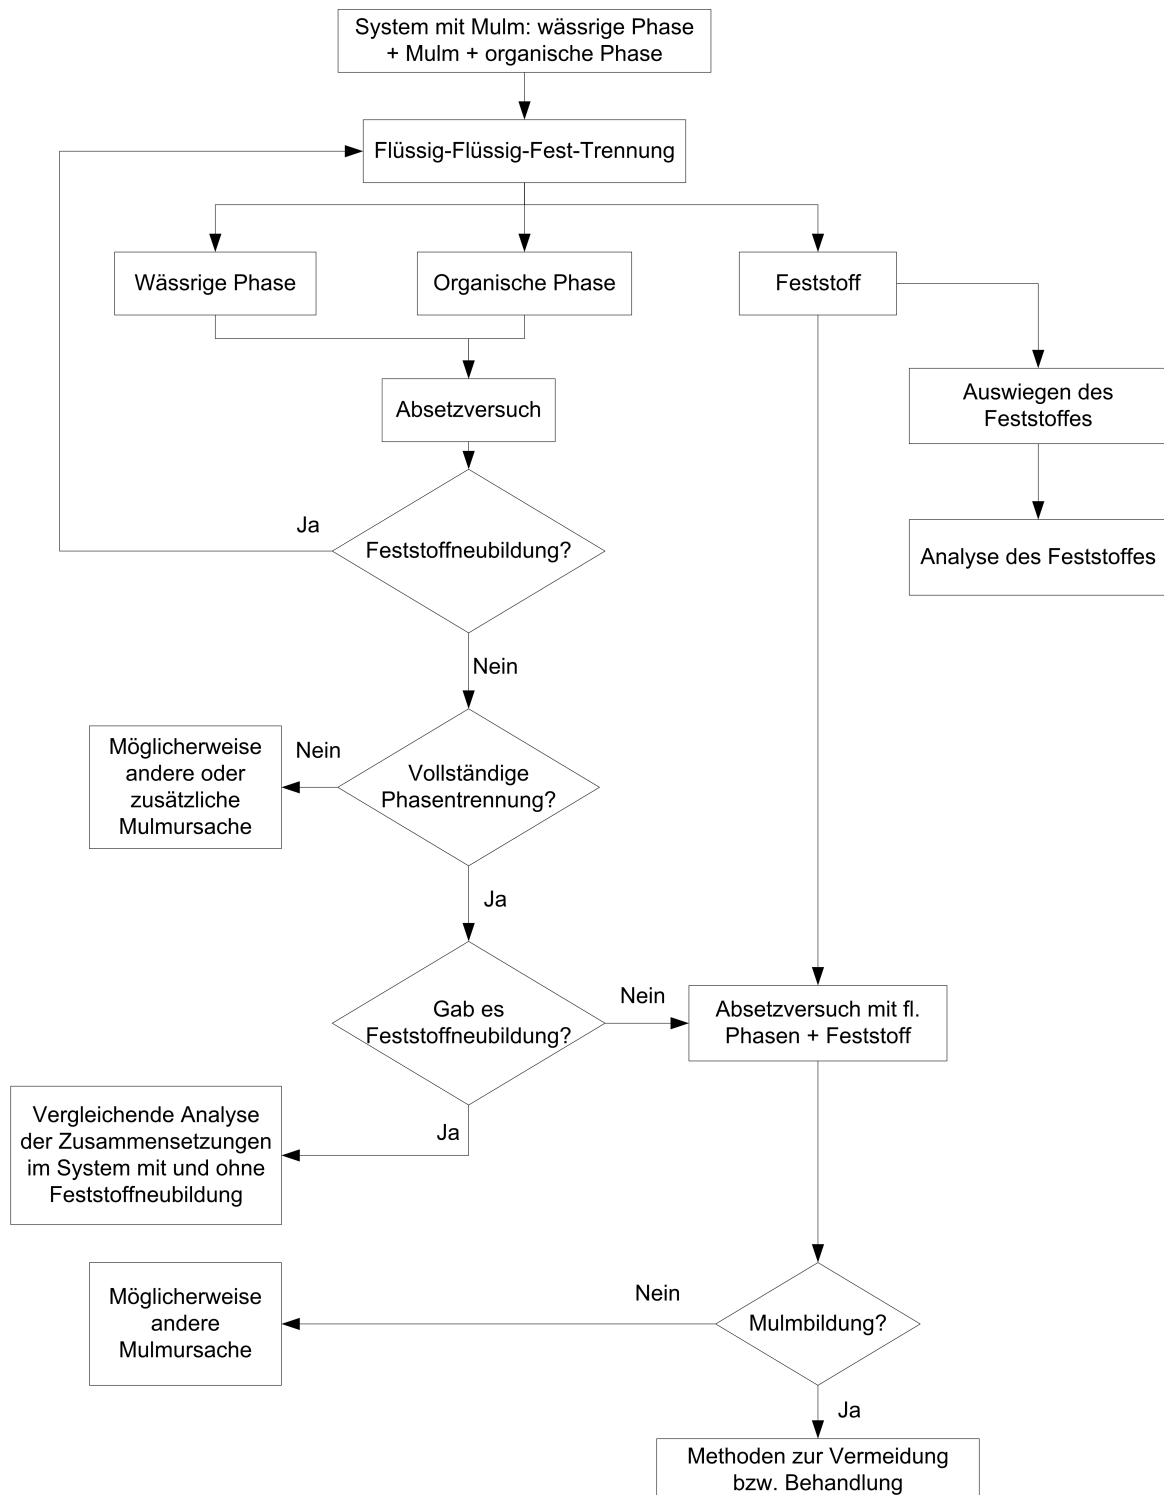 System mit Mulm: wässrige Phase
+ Mulm + organische Phase
Flüssig-Flüssig-Fest-Trennung
Wässrige Phase
Organische Phase
Feststoff
Absetzversuch
Auswiegen des
Feststoffes
Ja
Feststoffneubildung?
Analyse des Feststoffes
Nein
Möglicherweise
andere oder
zusätzliche
Mulmursache
Nein
Vollständige
Phasentrennung?
Ja
Gab es
Feststoffneubildung?
Nein
Absetzversuch mit fl.
Phasen + Feststoff
Ja
Vergleichende Analyse
der Zusammensetzungen
im System mit und ohne
Feststoffneubildung
Möglicherweise
andere
Mulmursache
Nein
Mulmbildung?
Ja
Methoden zur Vermeidung
bzw. Behandlung